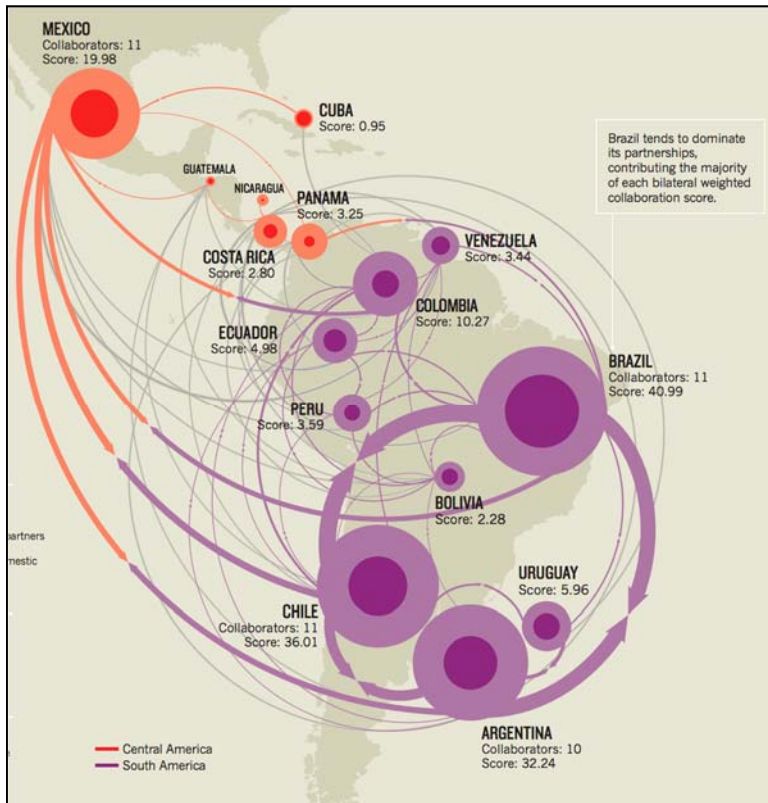 MEXICO
Collaborators: 11
Score: 19.98
CUBA
Score: 0.95
Brazil tends to dominate
its partnerships,
contributing the majority
of each bilateral weighted
collaboration score.
GUATEMALA
NICARAGUA
PANAMA
Score: 3.25
COSTA RICA
Score: 2.80
VENEZUELA
Score: 3.44
COLOMBIA
Score: 10.27
ECUADOR
Score: 4.98
BRAZIL
Collaborators: 11
Score: 40.99
PERU
Score: 3.59
BOLIVIA
Score: 2.28
partners
mestic
URUGUAY
Score: 5.96
CHILE
Collaborators: 11
Score: 36.01
ARGENTINA
Collaborators: 10
Score: 32.24
Central America
South America